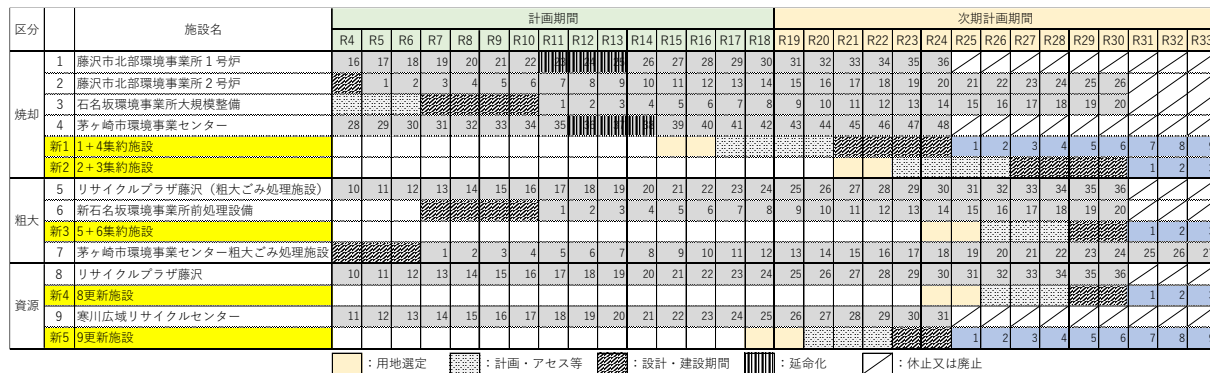 区分 施設名 計画期間 次期計画期間
R4 R5 R6 R7 R8 R9 R10 R11 R12 R13 R14 R15 R16 R17 R18 R19 R20 R21 R22 R23 R24 R25 R26 R27 R28 R29 R30 R31 R32 R33
焼却
1 藤沢市北部環境事業所1号炉 16 17 18 19 20 21 22 23 24 25 26 27 28 29 30 31 32 33 34 35 36
2 藤沢市北部環境事業所2号炉 1 2 3 4 5 6 7 8 9 10 11 12 13 14 15 16 17 18 19 20 21 22 23 24 25 26
3 石名坂環境事業所大規模整備 1 2 3 4 5 6 7 8 9 10 11 12 13 14 15 16 17 18 19 20
4 茅ヶ崎市環境事業センター 28 29 30 31 32 33 34 35 36 37 38 39 40 41 42 43 44 45 46 47 48
新1 1+4集約施設 1 2 3 4 5 6 7 8
新2 2+3集約施設 1 2
粗大
5 リサイクルプラザ藤沢(粗大ごみ処理施設) 10 11 12 13 14 15 16 17 18 19 20 21 22 23 24 25 26 27 28 29 30 31 32 33 34 35 36
6 新石名坂環境事業所前処理設備 1 2 3 4 5 6 7 8 9 10 11 12 13 14 15 16 17 18 19 20
新3 5+6集約施設 1 2
7 茅ヶ崎市環境事業センター粗大ごみ処理施設 1 2 3 4 5 6 7 8 9 10 11 12 13 14 15 16 17 18 19 20 21 22 23 24 25 26
資源
8 リサイクルプラザ藤沢 10 11 12 13 14 15 16 17 18 19 20 21 22 23 24 25 26 27 28 29 30 31 32 33 34 35 36
新4 8更新施設 1 2
9 寒川広域リサイクルセンター 11 12 13 14 15 16 17 18 19 20 21 22 23 24 25 26 27 28 29 30 31
新5 9更新施設 1 2 3 4 5 6 7 8
:用地選定 :計画・アセス等 :設計・建設期間 :延命化 :休止又は廃止